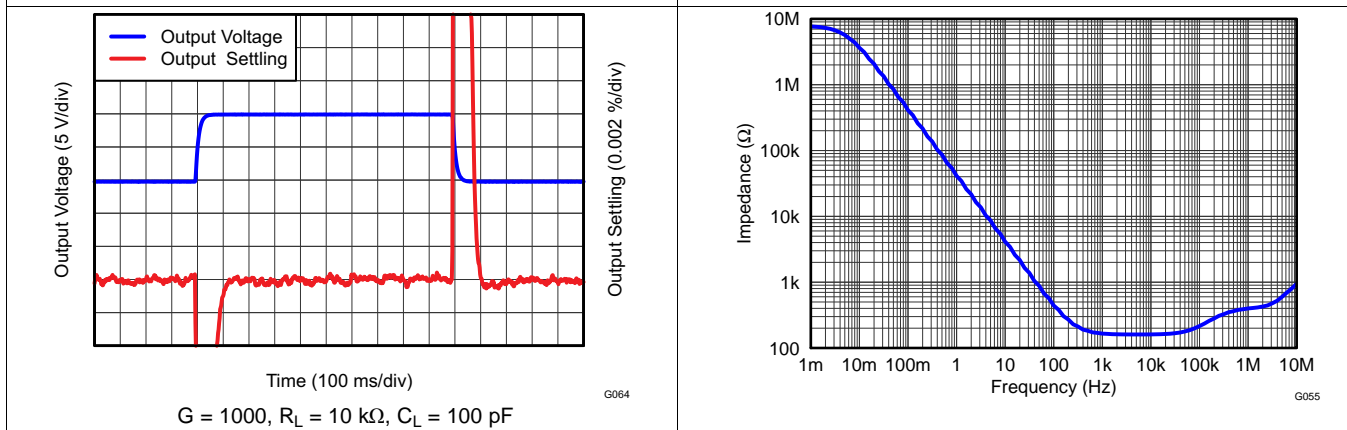 Output Voltage
Output Settling
Output Voltage (5 V/div)
Output Settling (0.002 %/div)
Time (100 ms/div)
G064
G = 1000, RL = 10 kΩ, CL = 100 pF
10M
1M
100k
10k
1k
100
Impedance (Ω)
1m 10m 100m 1 10 100 1k 10k 100k 1M 10M
Frequency (Hz)
G055